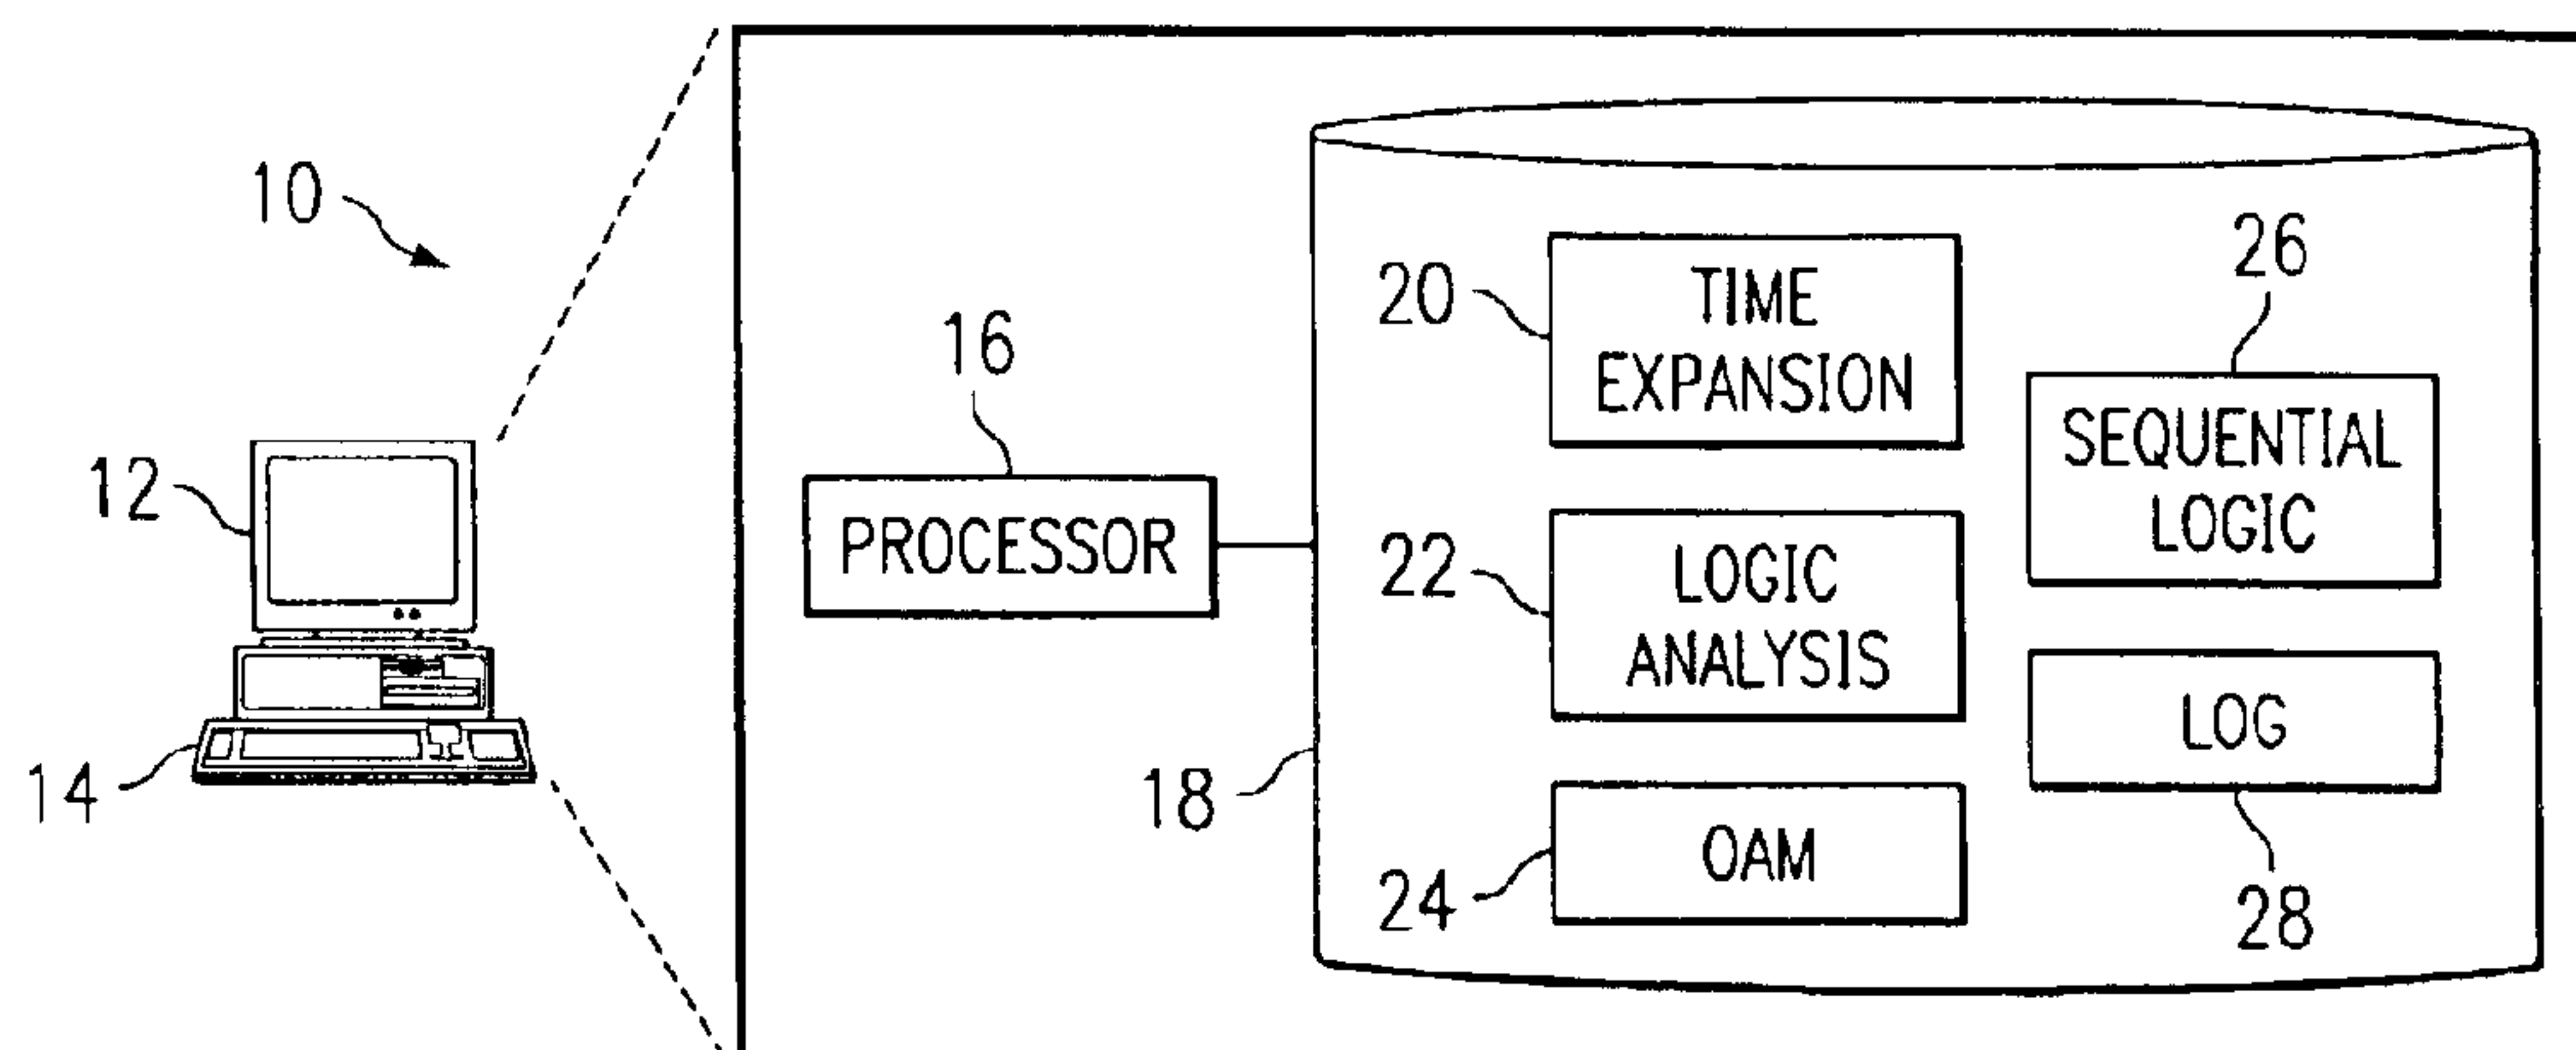 10
12
14
16
PROCESSOR
18
20
TIME
EXPANSION
22
LOGIC
ANALYSIS
24
OAM
26
SEQUENTIAL
LOGIC
LOG
28